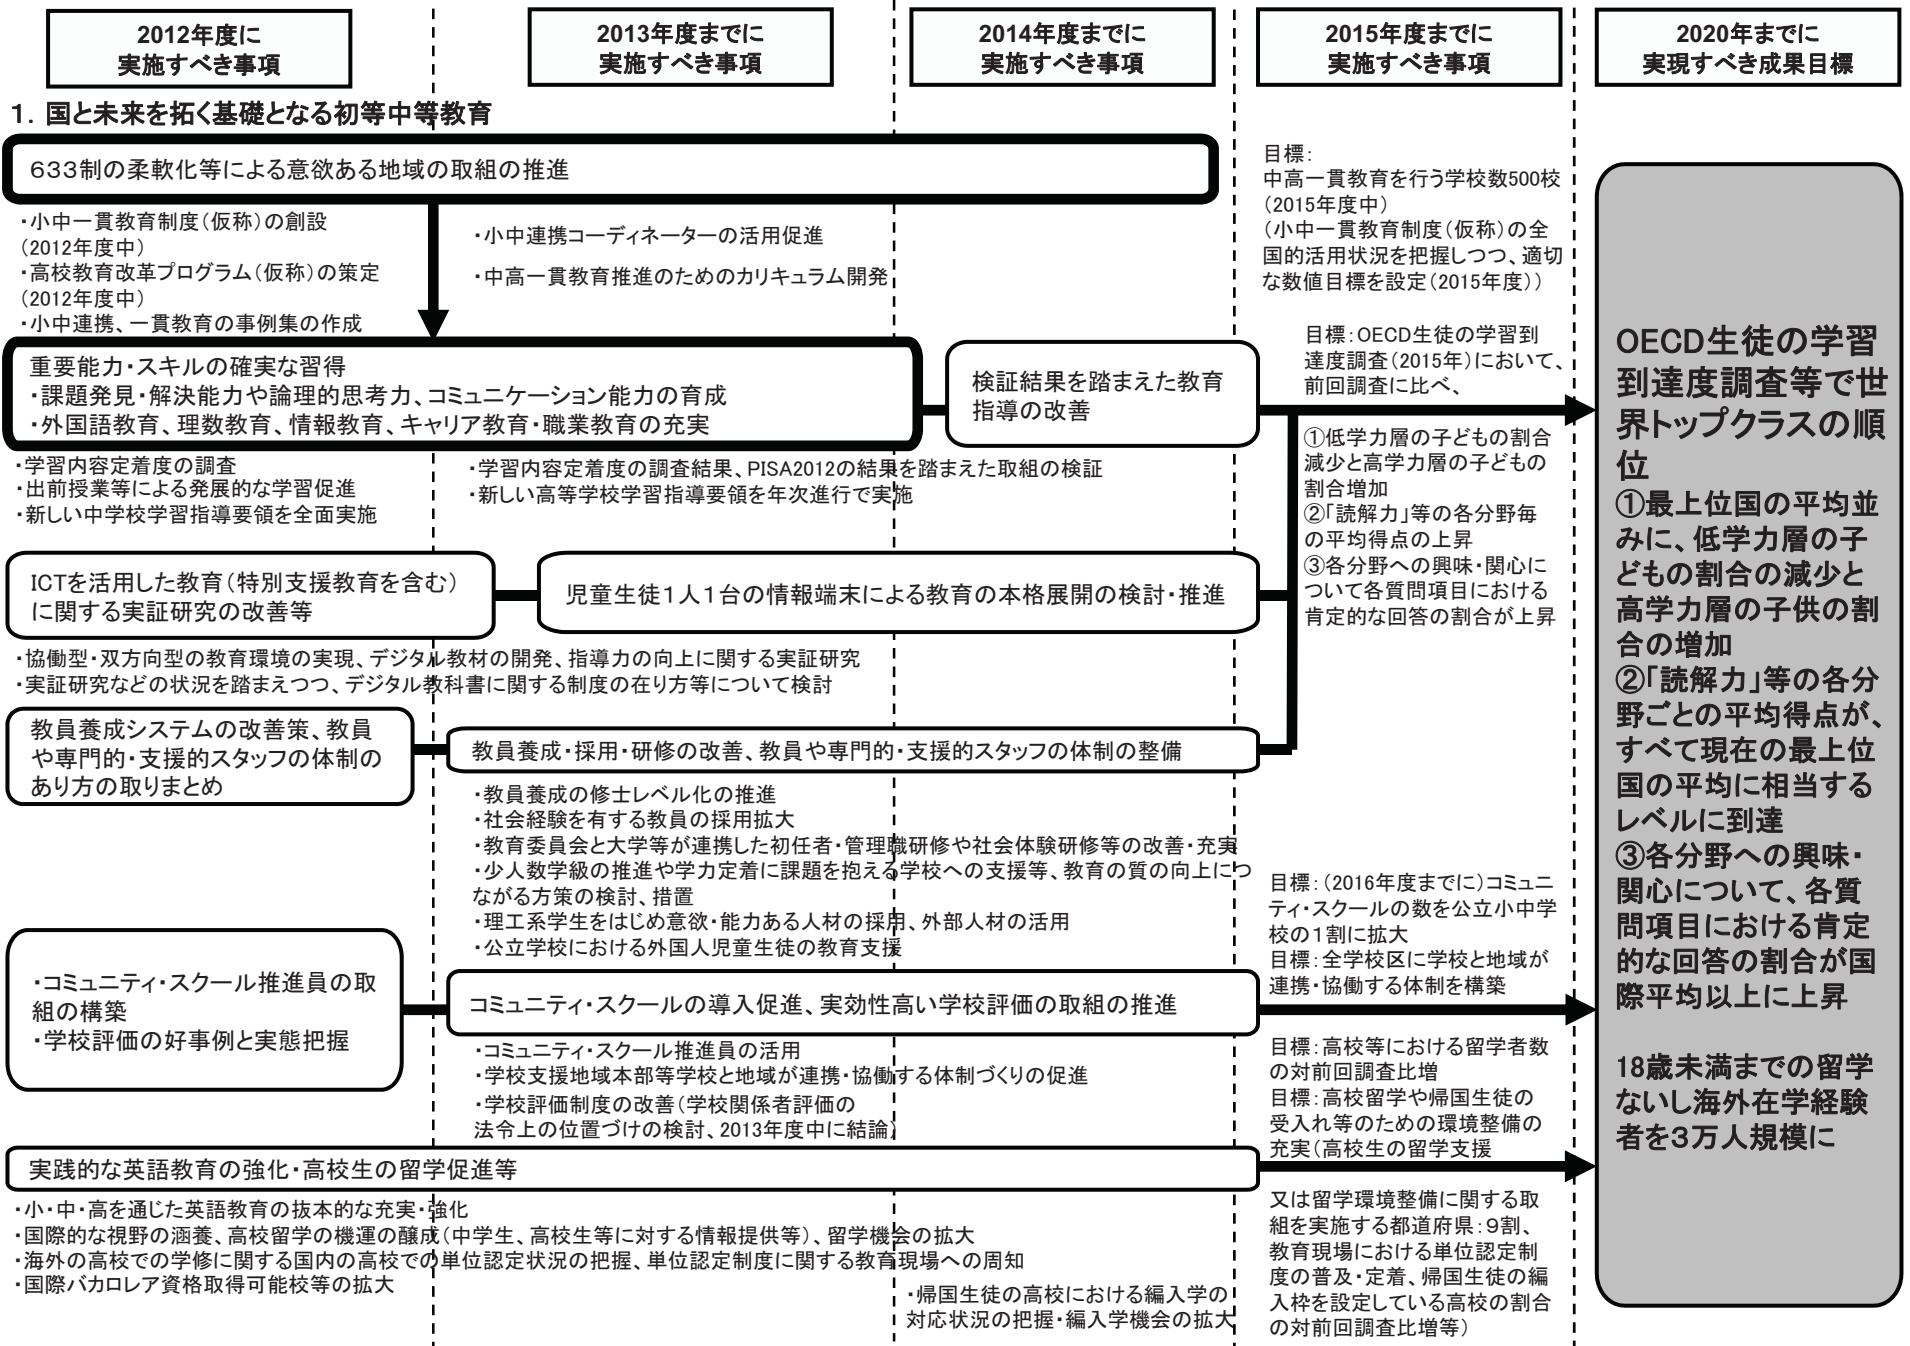 2012年度に
実施すべき事項
2013年度までに
実施すべき事項
2014年度までに
実施すべき事項
2015年度までに
実施すべき事項
2020年までに
実現すべき成果目標
１．国と未来を拓く基礎となる初等中等教育
６３３制の柔軟化等による意欲ある地域の取組の推進
・小中一貫教育制度（仮称）の創設
（2012年度中）
・高校教育改革プログラム（仮称）の策定
（2012年度中）
・小中連携、一貫教育の事例集の作成
・小中連携コーディネーターの活用促進
・中高一貫教育推進のためのカリキュラム開発
目標：
中高一貫教育を行う学校数500校
（2015年度中）
（小中一貫教育制度（仮称）の全
国的活用状況を把握しつつ、適切
な数値目標を設定（2015年度））
重要能力・スキルの確実な習得
・課題発見・解決能力や論理的思考力、コミュニケーション能力の育成
・外国語教育、理数教育、情報教育、キャリア教育・職業教育の充実
検証結果を踏まえた教育
指導の改善
目標：OECD生徒の学習到
達度調査（2015年）において、
前回調査に比べ、
①低学力層の子どもの割合
減少と高学力層の子どもの
割合増加
②「読解力」等の各分野毎
の平均得点の上昇
③各分野への興味・関心に
ついて各質問項目における
肯定的な回答の割合が上昇
・学習内容定着度の調査
・出前授業等による発展的な学習促進
・新しい中学校学習指導要領を全面実施
・学習内容定着度の調査結果、PISA2012の結果を踏まえた取組の検証
・新しい高等学校学習指導要領を年次進行で実施
ICTを活用した教育（特別支援教育を含む）
に関する実証研究の改善等
児童生徒１人１台の情報端末による教育の本格展開の検討・推進
・協働型・双方向型の教育環境の実現、デジタル教材の開発、指導力の向上に関する実証研究
・実証研究などの状況を踏まえつつ、デジタル教科書に関する制度の在り方等について検討
教員養成システムの改善策、教員
や専門的・支援的スタッフの体制の
あり方の取りまとめ
教員養成・採用・研修の改善、教員や専門的・支援的スタッフの体制の整備
・教員養成の修士レベル化の推進
・社会経験を有する教員の採用拡大
・教育委員会と大学等が連携した初任者・管理職研修や社会体験研修等の改善・充実
・少人数学級の推進や学力定着に課題を抱える学校への支援等、教育の質の向上につ
ながる方策の検討、措置
・理工系学生をはじめ意欲・能力ある人材の採用、外部人材の活用
・公立学校における外国人児童生徒の教育支援
・コミュニティ・スクール推進員の取
組の構築
・学校評価の好事例と実態把握
コミュニティ・スクールの導入促進、実効性高い学校評価の取組の推進
目標：（2016年度までに）コミュニ
ティ・スクールの数を公立小中学
校の１割に拡大
目標：全学校区に学校と地域が
連携・協働する体制を構築
・コミュニティ・スクール推進員の活用
・学校支援地域本部等学校と地域が連携・協働する体制づくりの促進
・学校評価制度の改善（学校関係者評価の
法令上の位置づけの検討、2013年度中に結論）
実践的な英語教育の強化・高校生の留学促進等
・小・中・高を通じた英語教育の抜本的な充実・強化
・国際的な視野の涵養、高校留学の機運の醸成（中学生、高校生等に対する情報提供等）、留学機会の拡大
・海外の高校での学修に関する国内の高校での単位認定状況の把握、単位認定制度に関する教育現場への周知
・国際バカロレア資格取得可能校等の拡大
・帰国生徒の高校における編入学の
対応状況の把握・編入学機会の拡大
目標：高校等における留学者数
の対前回調査比増
目標：高校留学や帰国生徒の
受入れ等のための環境整備の
充実（高校生の留学支援
又は留学環境整備に関する取
組を実施する都道府県：９割、
教育現場における単位認定制
度の普及・定着、帰国生徒の編
入枠を設定している高校の割合
の対前回調査比増等）
OECD生徒の学習
到達度調査等で世
界トップクラスの順
位
①最上位国の平均並
みに、低学力層の子
どもの割合の減少と
高学力層の子供の割
合の増加
②「読解力」等の各分
野ごとの平均得点が、
すべて現在の最上位
国の平均に相当する
レベルに到達
③各分野への興味・
関心について、各質
問項目における肯定
的な回答の割合が国
際平均以上に上昇
18歳未満までの留学
ないし海外在学経験
者を３万人規模に